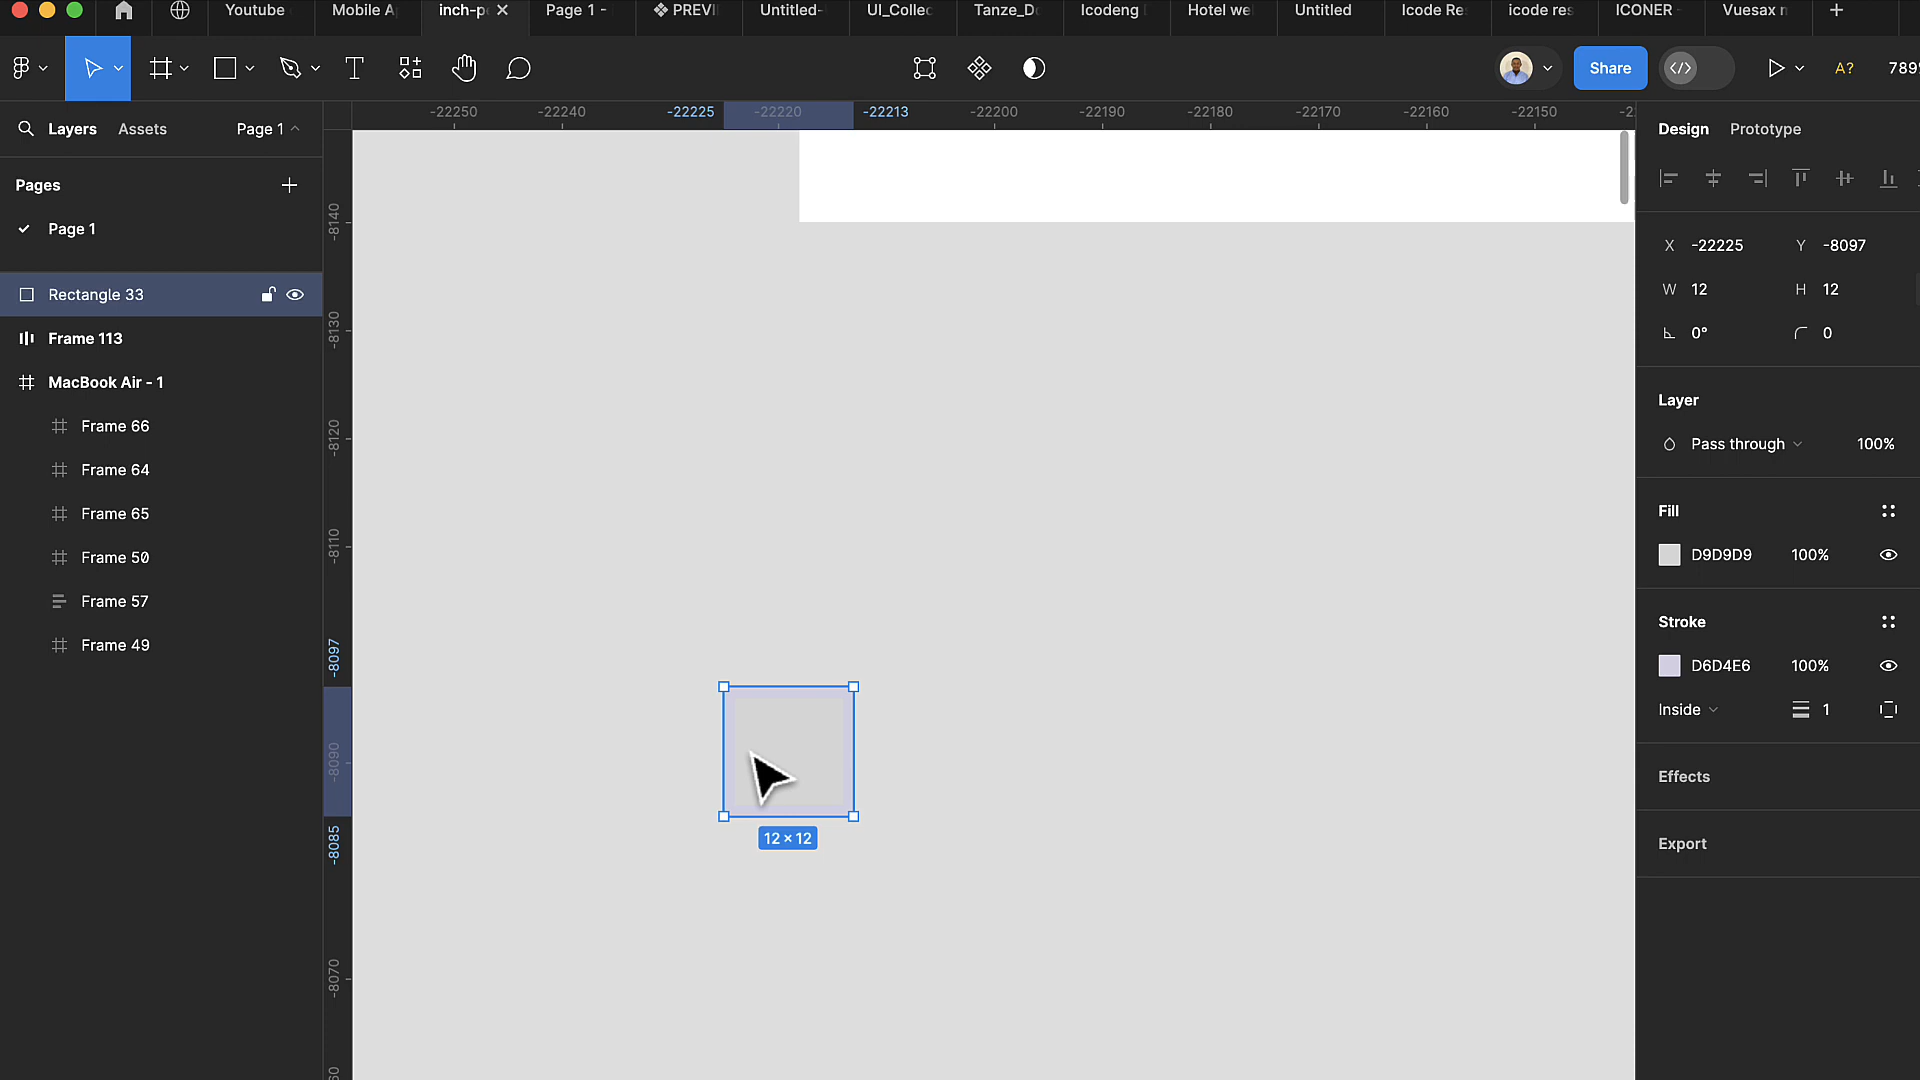 Youtube
Mobile A
inch-p
Page 1 -
PREVI
Untitled-
UI_Collec
Tanze_D
Icodeng
Hotel we
Untitled
Icode Re
icode res
ICONER -
Vuesax
+
T
Share
A?
789
Layers
Assets
Page 1
-22250
-22240
-22225
-22220
-22213
-22200
-22190
-22180
-22170
-22160
-22150
-2
Design
Prototype
Pages
Page 1
Rectangle 33
Frame 113
MacBook Air - 1
Frame 66
Frame 64
Frame 65
Frame 50
Frame 57
Frame 49
-8140
-8130
-8120
-8110
-8097
-8090
-8085
-8070
60
12 × 12
X -22225
Y -8097
W 12
H 12
0°
0
Layer
Pass through
100%
Fill
D9D9D9
100%
Stroke
D6D4E6
100%
Inside
1
Effects
Export